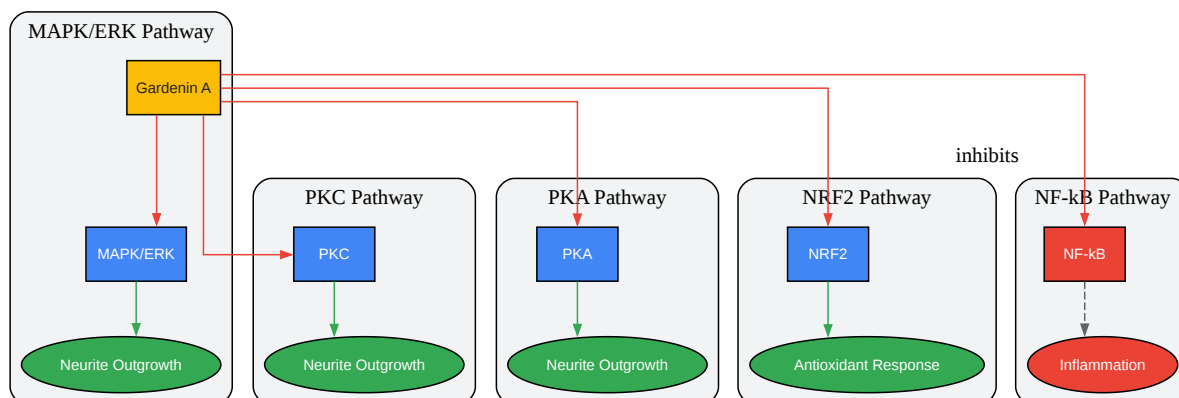 MAPK/ERK Pathway
Gardenin A
inhibits
PKC Pathway
PKA Pathway
NRF2 Pathway
NF-kB Pathway
MAPK/ERK
PKC
PKA
NRF2
NF-kB
Neurite Outgrowth
Neurite Outgrowth
Neurite Outgrowth
Antioxidant Response
Inflammation